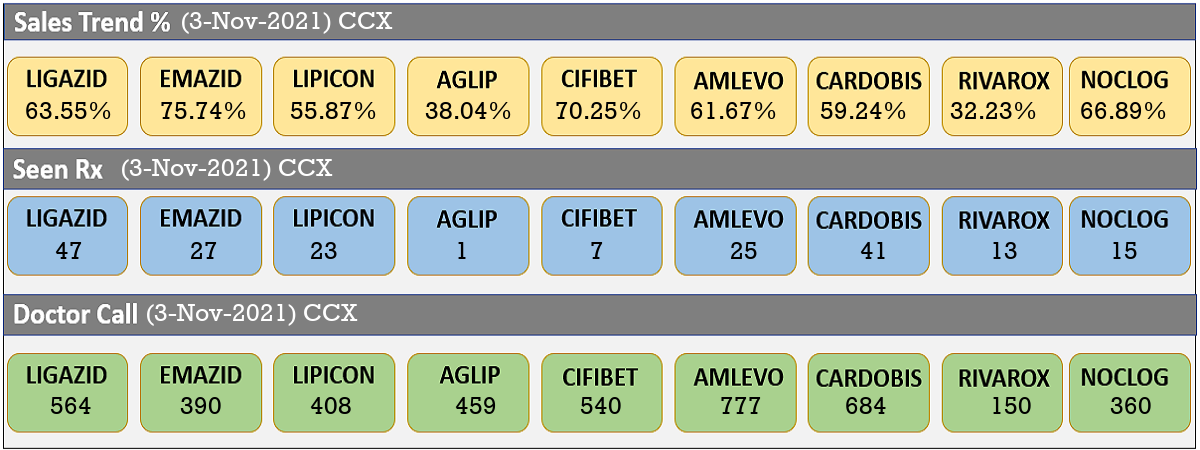 Sales Trend % (3-Nov-2021) CCX
LIGAZID EMAZID LIPICON AGLIP CIFIBET AMLEVO CARDOBIS RIVAROX NOCLOG
63.55% 75.74% 55.87% 38.04% 70.25% 61.67% 59.24% 32.23% 66.89%
Seen Rx (3-Nov-2021) CCX
LIGAZID EMAZID LIPICON AGLIP CIFIBET AMLEVO CARDOBIS RIVAROX NOCLOG
47 27 23 1 7 25 41 13 15
Doctor Call (3-Nov-2021) CCX
LIGAZID EMAZID LIPICON AGLIP CIFIBET AMLEVO CARDOBIS RIVAROX NOCLOG
564 390 408 459 540 777 684 150 360